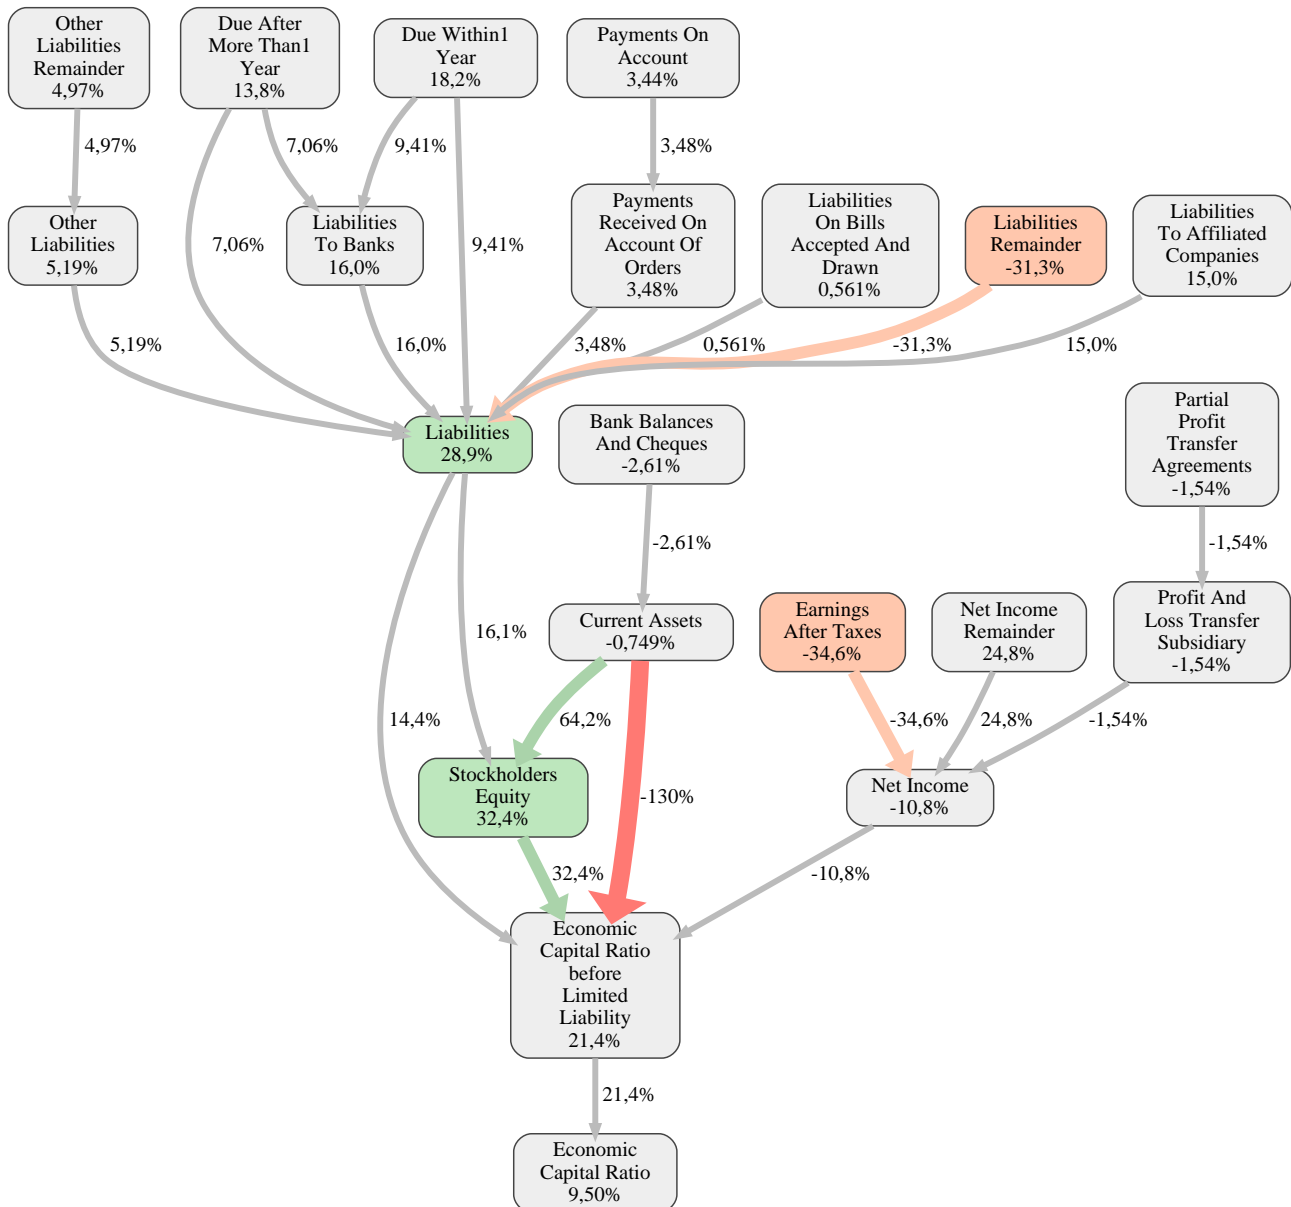 Other
Liabilities
Remainder
4,97%
Due After
More Than1
Year
13,8%
Due Within1
Year
18,2%
Payments On
Account
3,44%
4,97%
7,06%
9,41%
3,48%
Other
Liabilities
5,19%
Liabilities
To Banks
16,0%
Payments
Received On
Account Of
Orders
3,48%
Liabilities
On Bills
Accepted And
Drawn
0,561%
Liabilities
Remainder
-31,3%
Liabilities
To Affiliated
Companies
15,0%
7,06%
9,41%
5,19%
16,0%
3,48%
0,561%
-31,3%
15,0%
Liabilities
28,9%
Bank Balances
And Cheques
-2,61%
Partial
Profit
Transfer
Agreements
-1,54%
-2,61%
-1,54%
Current Assets
-0,749%
Earnings
After Taxes
-34,6%
Net Income
Remainder
24,8%
Profit And
Loss Transfer
Subsidiary
-1,54%
16,1%
14,4%
64,2%
-34,6%
24,8%
-1,54%
Stockholders
Equity
32,4%
-130%
Net Income
-10,8%
32,4%
-10,8%
Economic
Capital Ratio
before
Limited
Liability
21,4%
21,4%
Economic
Capital Ratio
9,50%